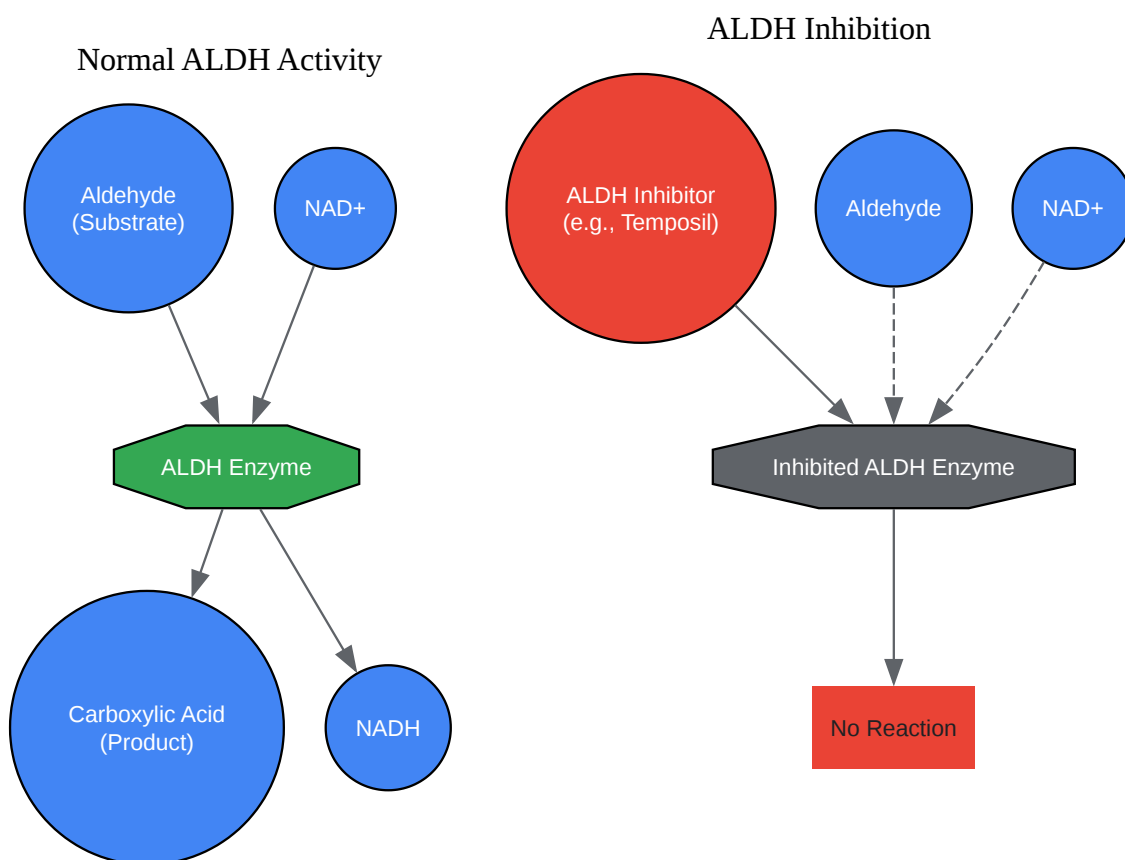 Normal ALDH Activity
Aldehyde
(Substrate)
NAD+
ALDH Enzyme
Carboxylic Acid
(Product)
NADH
ALDH Inhibition
ALDH Inhibitor
(e.g., Temposil)
Aldehyde
NAD+
Inhibited ALDH Enzyme
No Reaction